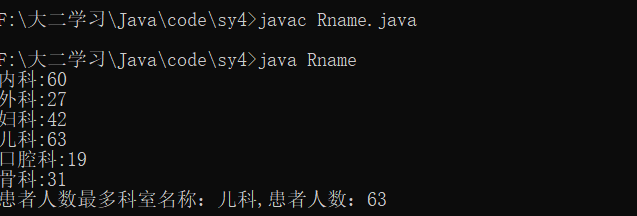 F:\大二学习\Java\code\sy4>javac Rname.java
F:\大二学习\Java\code\sy4>java Rname
内科:60
外科:27
妇科:42
儿科:63
口腔科:19
骨科:31
患者人数最多科室名称：儿科,患者人数：63